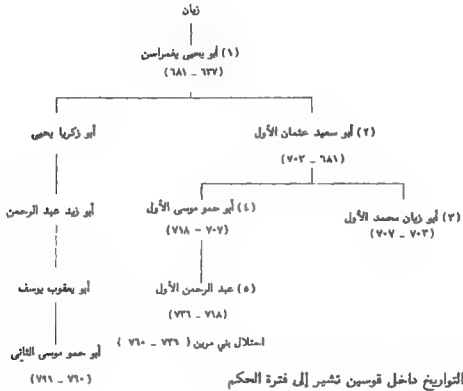 زيان
(١) أبو يحيى يغمراسن
(٦٣٧ _ ٦٨١)
(٢) أبو سعيد عثمان الأول
أبو زكريا يحيى
(٦٨١ _ ٧٠٣)
(٣) أبو زيان محمد الأول
(٤) أبو حمو موسى الأول
أبو زيد عبد الرحمن
(٧٠٣ _ ٧٠٧)
(٧٠٧ _ ٧١٨)
(٥) عبد الرحمن الأول
أبو يعقوب يوسف
(٧١٨ _ ٧٣٦)
احتلال بني مرين (٧٣٦ _ ٧٦٠)
أبو حمو موسى الثاني
(٧٦٠ _ ٧٩١)
التواريخ داخل قوسين تشير إلى فترة الحكم